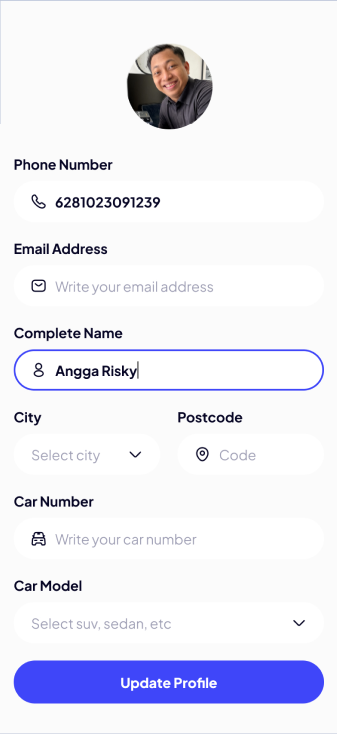 Phone Number
6281023091239
Email Address
Write your email address
Complete Name
Angga Risky
City Postcode
Select city Code
Car Number
Write your car number
Car Model
Select suv, sedan, etc
Update Profile